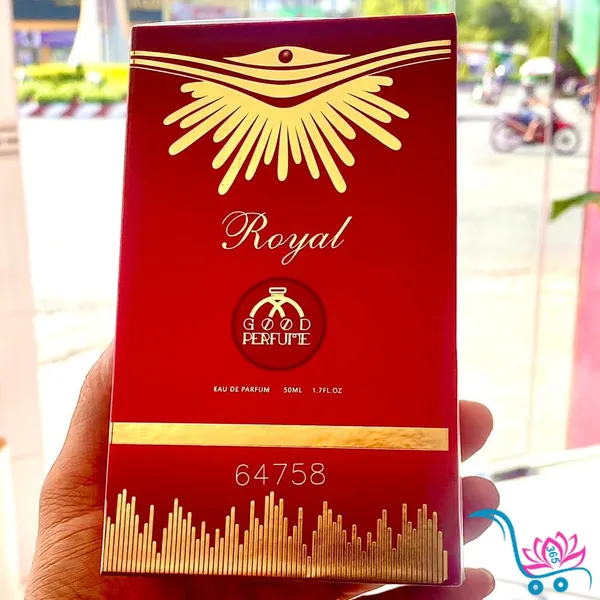 Royal
GOOD
PERFUME
EAU DE PARFUM 50ML 1.7FL.OZ
64758
365